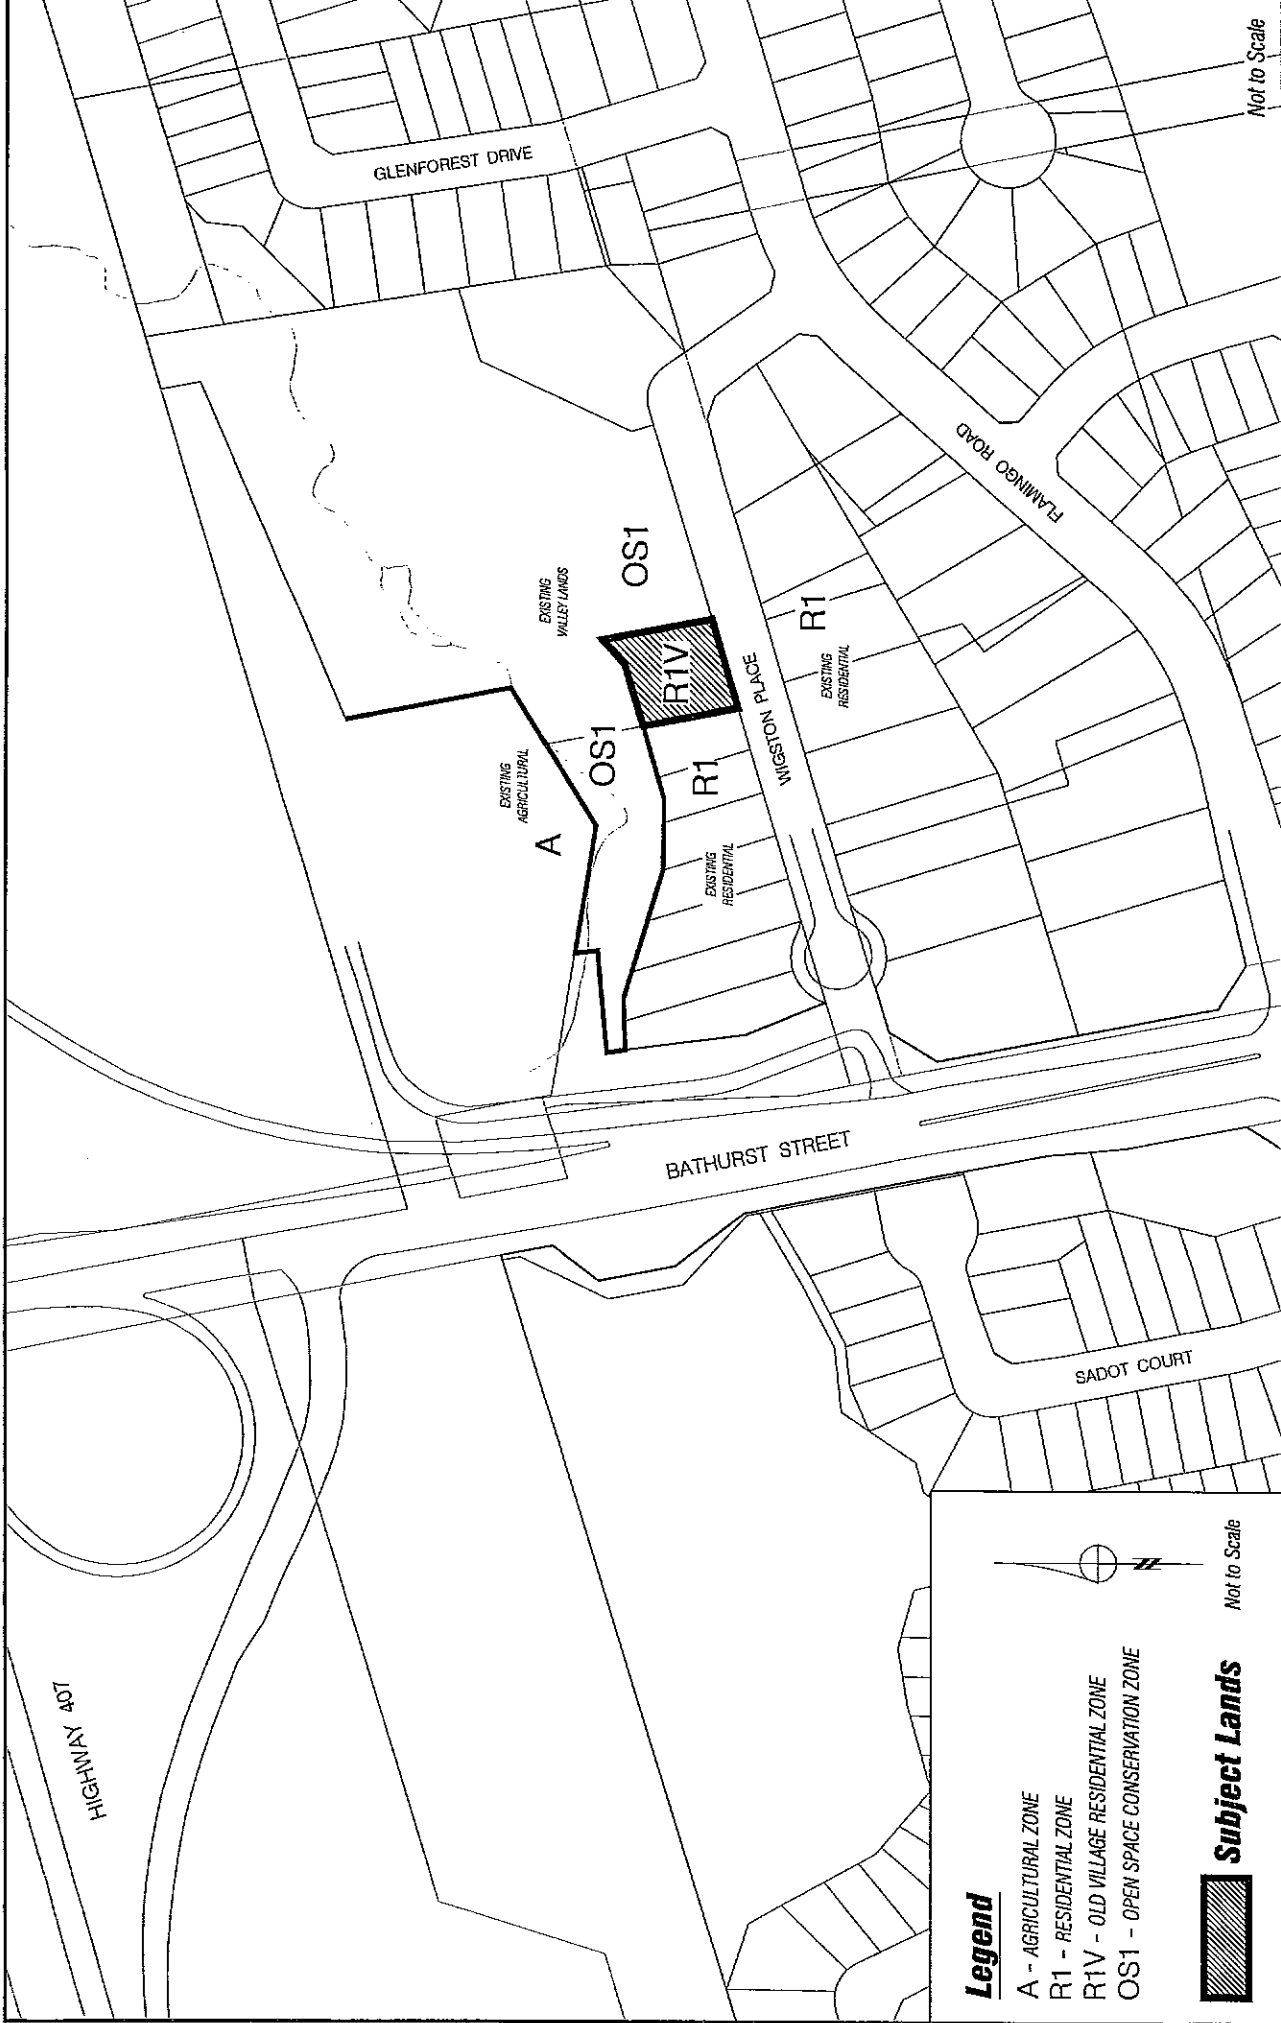 HIGHWAY 407
GLENFOREST DRIVE
BATHURST STREET
EXISTING
AGRICULTURAL
A
EXISTING
VALLEY LANDS
OS1
OS1
R1V
R1
EXISTING
RESIDENTIAL
WIGSTON PLACE
R1
EXISTING
RESIDENTIAL
FLAMINGO ROAD
SADOT COURT
Not to Scale
Legend
A - AGRICULTURAL ZONE
R1 - RESIDENTIAL ZONE
R1V - OLD VILLAGE RESIDENTIAL ZONE
OS1 - OPEN SPACE CONSERVATION ZONE
Subject Lands
Not to Scale
N